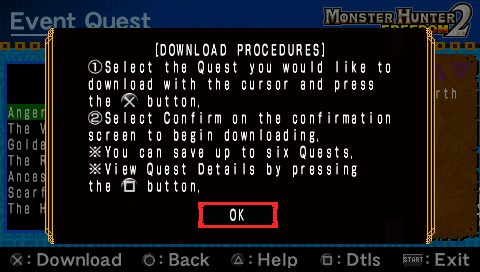 Event Quest
MONSTER HUNTER
FREEDOM 2
[DOWNLOAD PROCEDURES]
①Select the Quest you would like to
download with the cursor and press
the ⓧ button.
②Select Confirm on the confirmation
screen to begin downloading.
※You can save up to six Quests.
※View Quest Details by pressing
the □ button.
OK
Anger
The V
Golde
The R
Ances
Scarf
The H
rth
ⓧ: Download ○: Back △: Help □: Dtls START: Exit